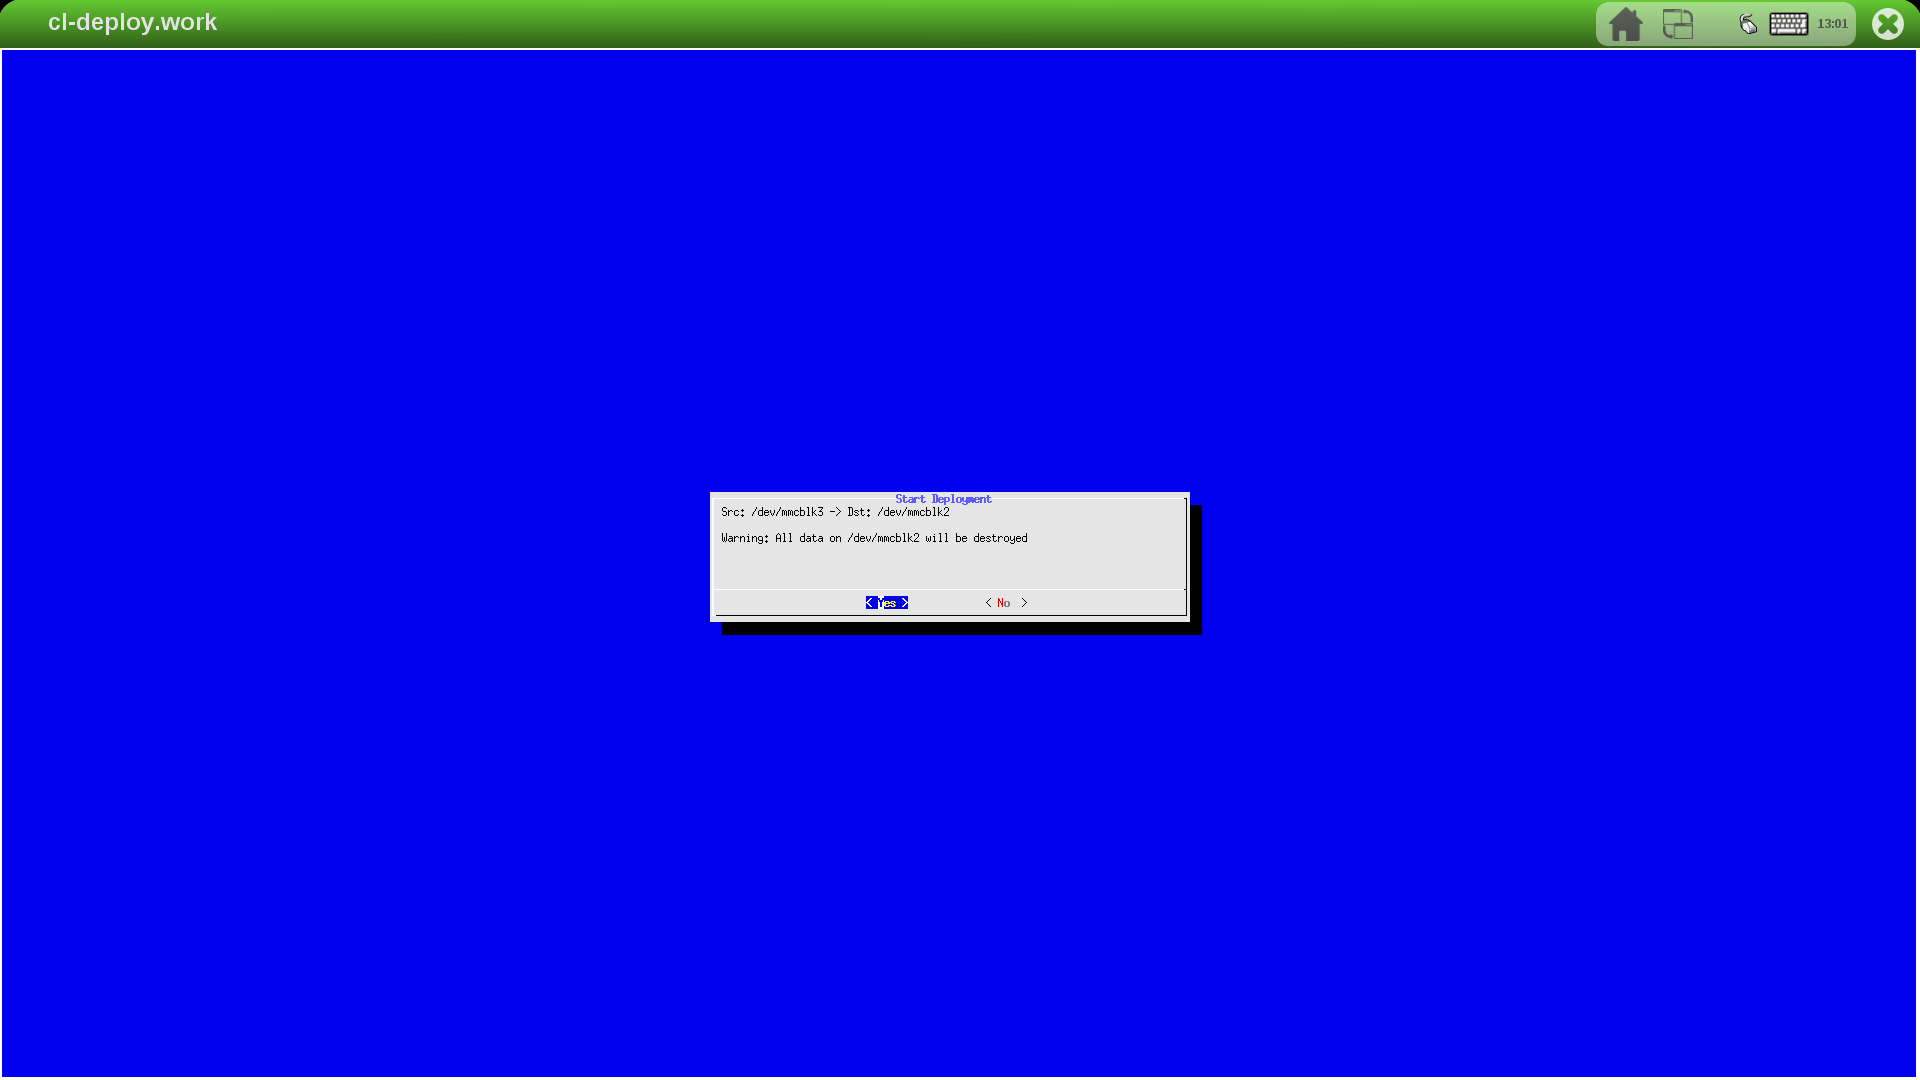 cl-deploy.work
13:01
Start Deployment
Src: /dev/mmcblk3 -> Dst: /dev/mmcblk2
Warning: All data on /dev/mmcblk2 will be destroyed
< Yes > < No >